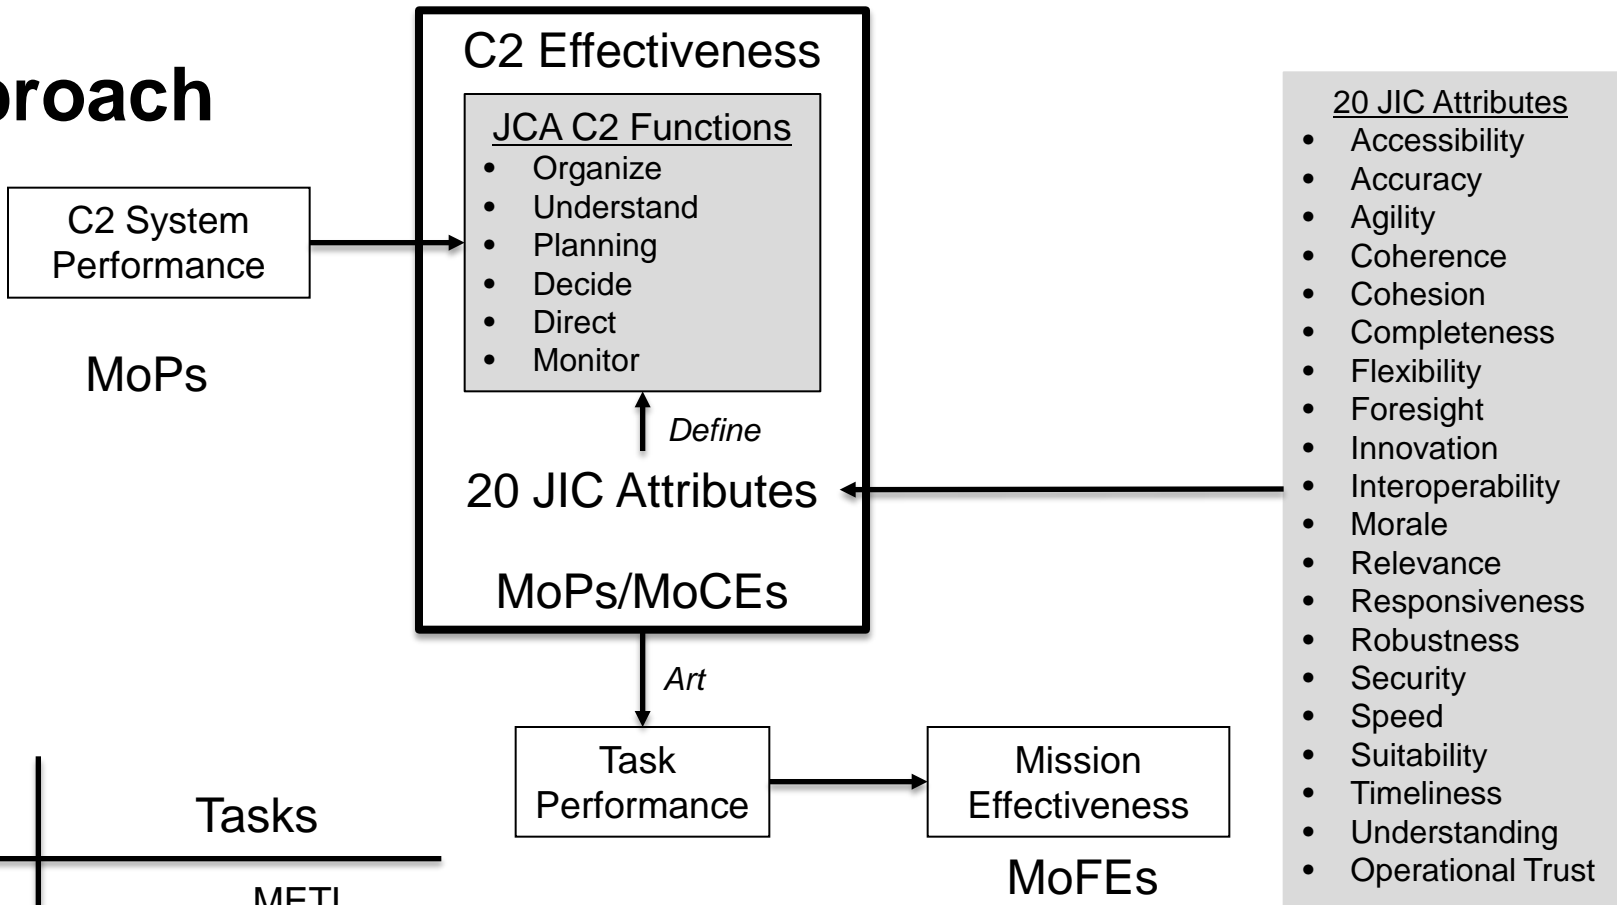 proach
C2 System
Performance
MoPs
C2 Effectiveness
JCA C2 Functions
• Organize
• Understand
• Planning
• Decide
• Direct
• Monitor
Define
20 JIC Attributes
MoPs/MoCEs
Art
Task
Performance
Mission
Effectiveness
MoFEs
Tasks
METL
20 JIC Attributes
• Accessibility
• Accuracy
• Agility
• Coherence
• Cohesion
• Completeness
• Flexibility
• Foresight
• Innovation
• Interoperability
• Morale
• Relevance
• Responsiveness
• Robustness
• Security
• Speed
• Suitability
• Timeliness
• Understanding
• Operational Trust